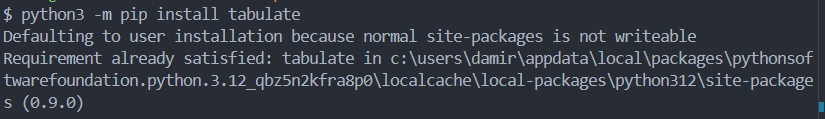 $ python3 -m pip install tabulate
Defaulting to user installation because normal site-packages is not writeable
Requirement already satisfied: tabulate in c:\users\damir\appdata\local\packages\pythonsof
twarefoundation.python.3.12_qbz5n2kfra8p0\localcache\local-packages\python312\site-package
s (0.9.0)